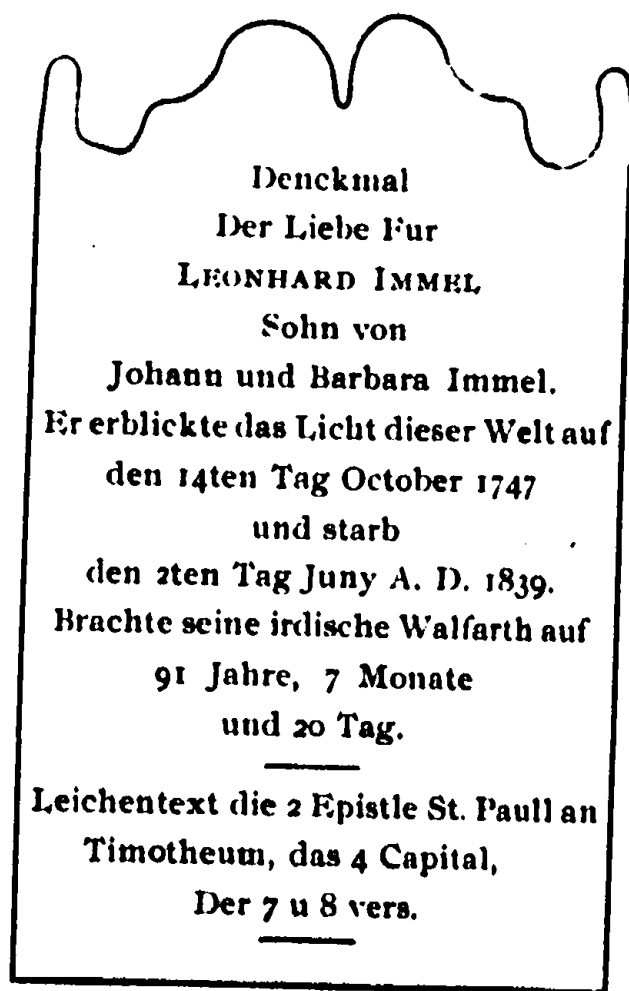 Denckmal
Der Liebe Fur
LEONHARD IMMEL
Sohn von
Johann und Barbara Immel.
Er erblickte das Licht dieser Welt auf
den 14ten Tag October 1747
und starb
den 2ten Tag Juny A. D. 1839.
Brachte seine irdische Walfarth auf
91 Jahre, 7 Monate
und 20 Tag.
Leichentext die 2 Epistle St. Paull an
Timotheum, das 4 Capital,
Der 7 u 8 vers.